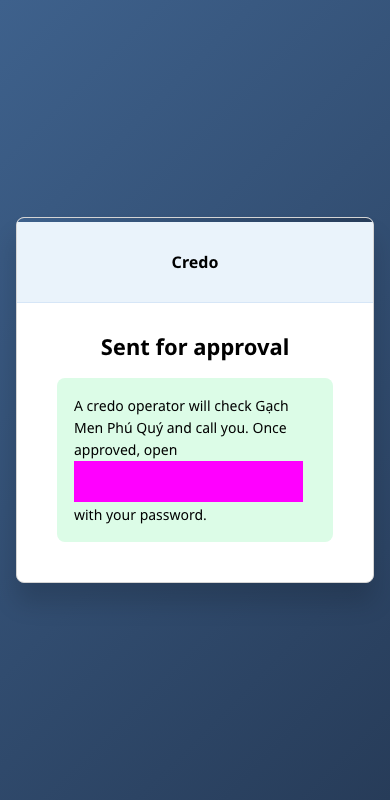 Credo
Sent for approval
A credo operator will check Gạch
Men Phú Quý and call you. Once
approved, open
with your password.